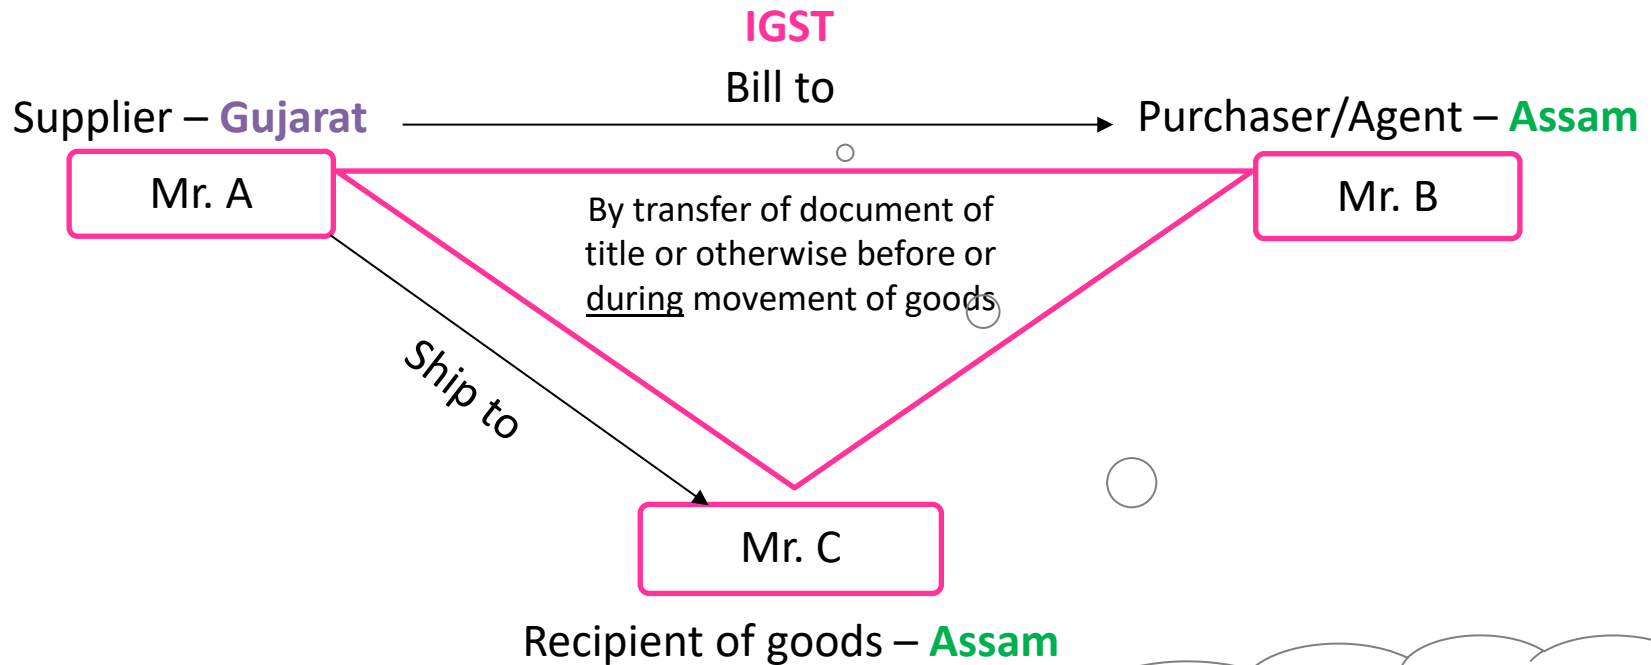 IGST
Bill to
Supplier – Gujarat
Purchaser/Agent – Assam
Mr. A
Mr. B
By transfer of document of
title or otherwise before or
during movement of goods
Ship to
Mr. C
Recipient of goods – Assam